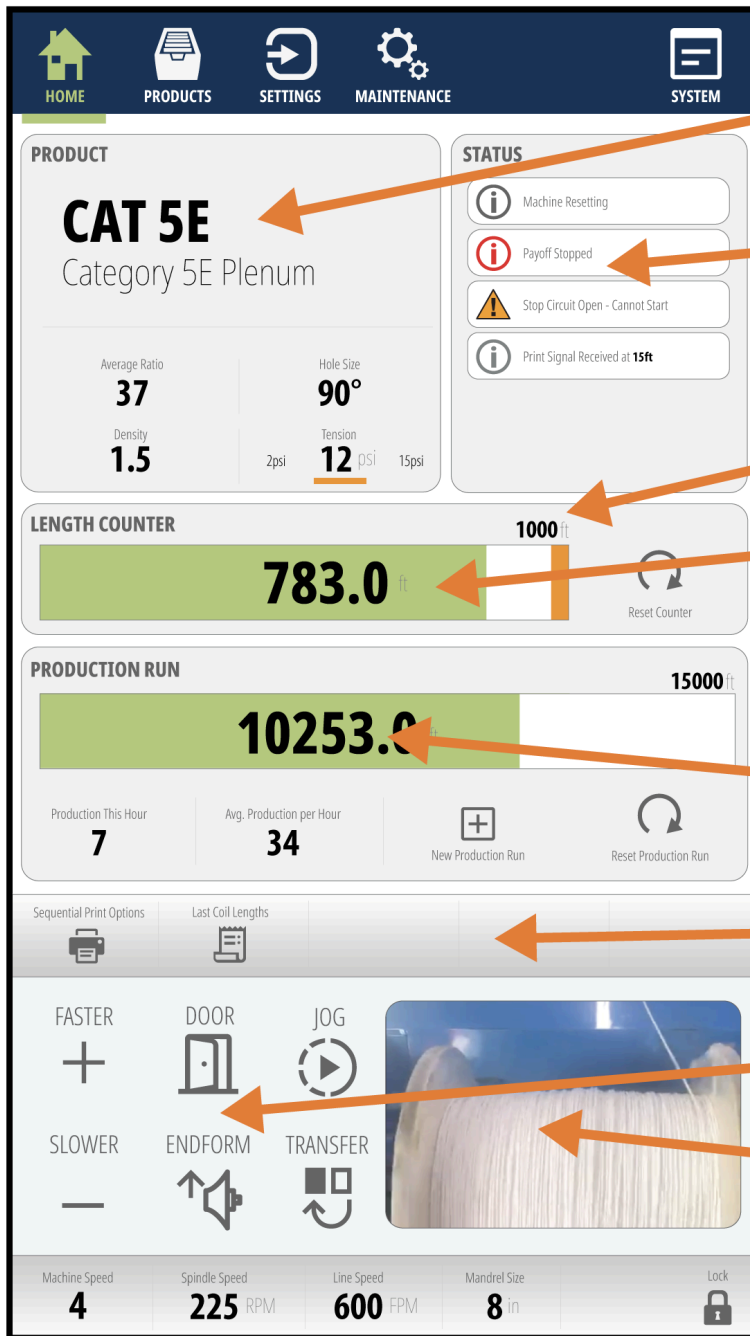 HOME PRODUCTS SETTINGS MAINTENANCE SYSTEM
PRODUCT
CAT 5E
Category 5E Plenum
Average Ratio
37
Hole Size
90°
Density
1.5
Tension
2psi 12 psi 15psi
STATUS
Machine Resetting
Payoff Stopped
Stop Circuit Open - Cannot Start
Print Signal Received at 15ft
LENGTH COUNTER
1000 ft
783.0 ft
Reset Counter
PRODUCTION RUN
15000 ft
10253.0 ft
Production This Hour
7
Avg. Production per Hour
34
New Production Run
Reset Production Run
Sequential Print Options
Last Coil Lengths
FASTER
DOOR
JOG
SLOWER
ENDFORM
TRANSFER
Machine Speed
4
Spindle Speed
225 RPM
Line Speed
600 FPM
Mandrel Size
8 in
Lock